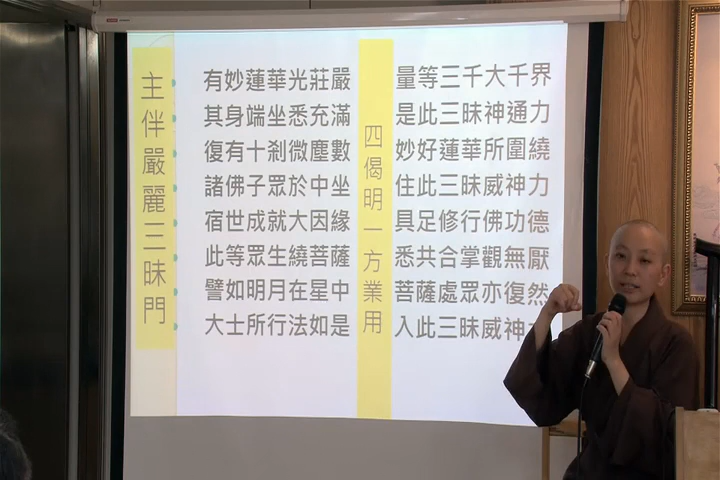 主伴嚴麗三昧門
有妙蓮華光莊嚴 量等三千大千界
其身端坐悉充滿 是此三昧神通力
復有十剎微塵數 妙好蓮華所圍繞
諸佛子眾於中坐 住此三昧威神力
宿世成就大因緣 具足修行佛功德
此等眾生繞菩薩 悉共合掌觀無厭
譬如明月在星中 菩薩處眾亦復然
大士所行法如是 入此三昧威神
四偈明一方業用